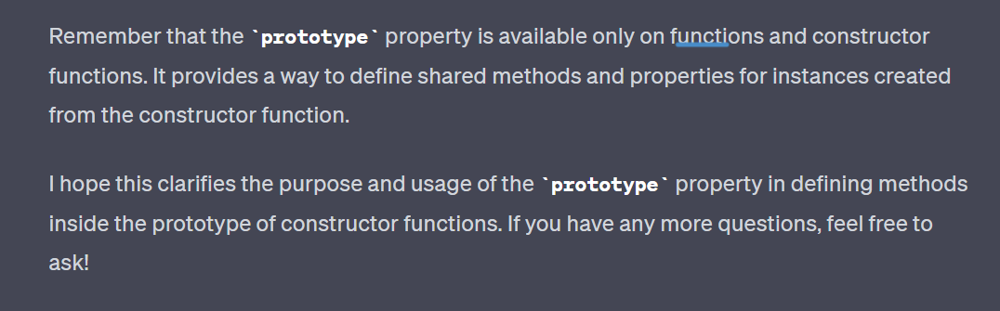 Remember that the `prototype` property is available only on functions and constructor
functions. It provides a way to define shared methods and properties for instances created
from the constructor function.
I hope this clarifies the purpose and usage of the `prototype` property in defining methods
inside the prototype of constructor functions. If you have any more questions, feel free to
ask!